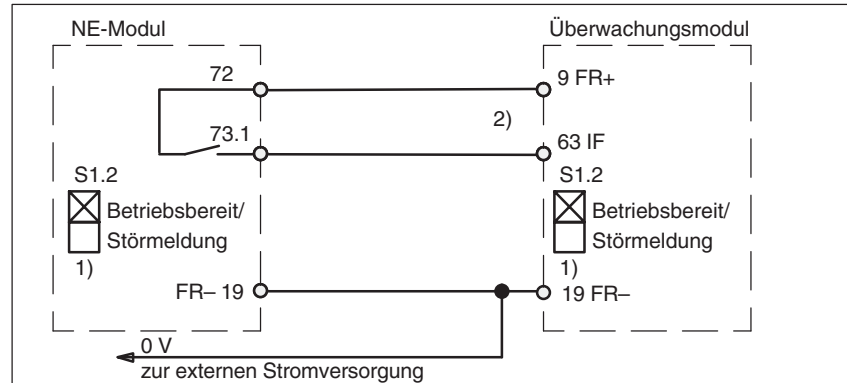 NE-Modul
Überwachungsmodul
72
9 FR+
2)
73.1
63 IF
S1.2
Betriebsbereit/
Störmeldung
1)
S1.2
Betriebsbereit/
Störmeldung
1)
FR– 19
19 FR–
0 V
zur externen Stromversorgung